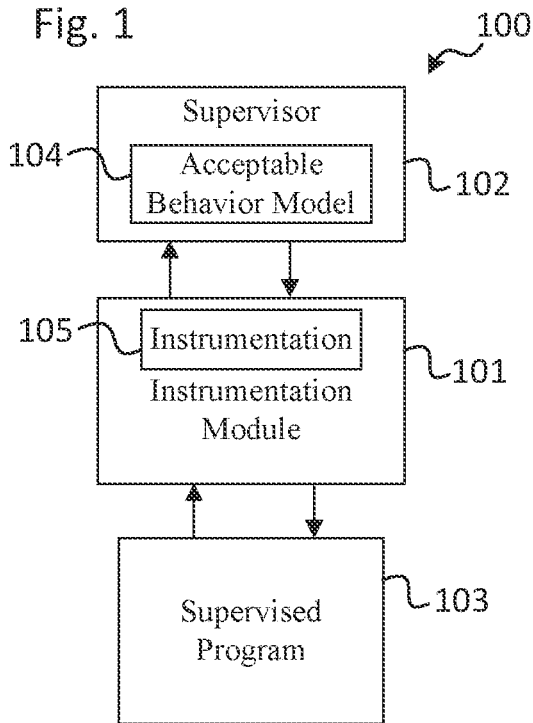 Fig. 1
100
Supervisor
104
Acceptable
Behavior Model
102
105
Instrumentation
101
Instrumentation
Module
Supervised
Program
103